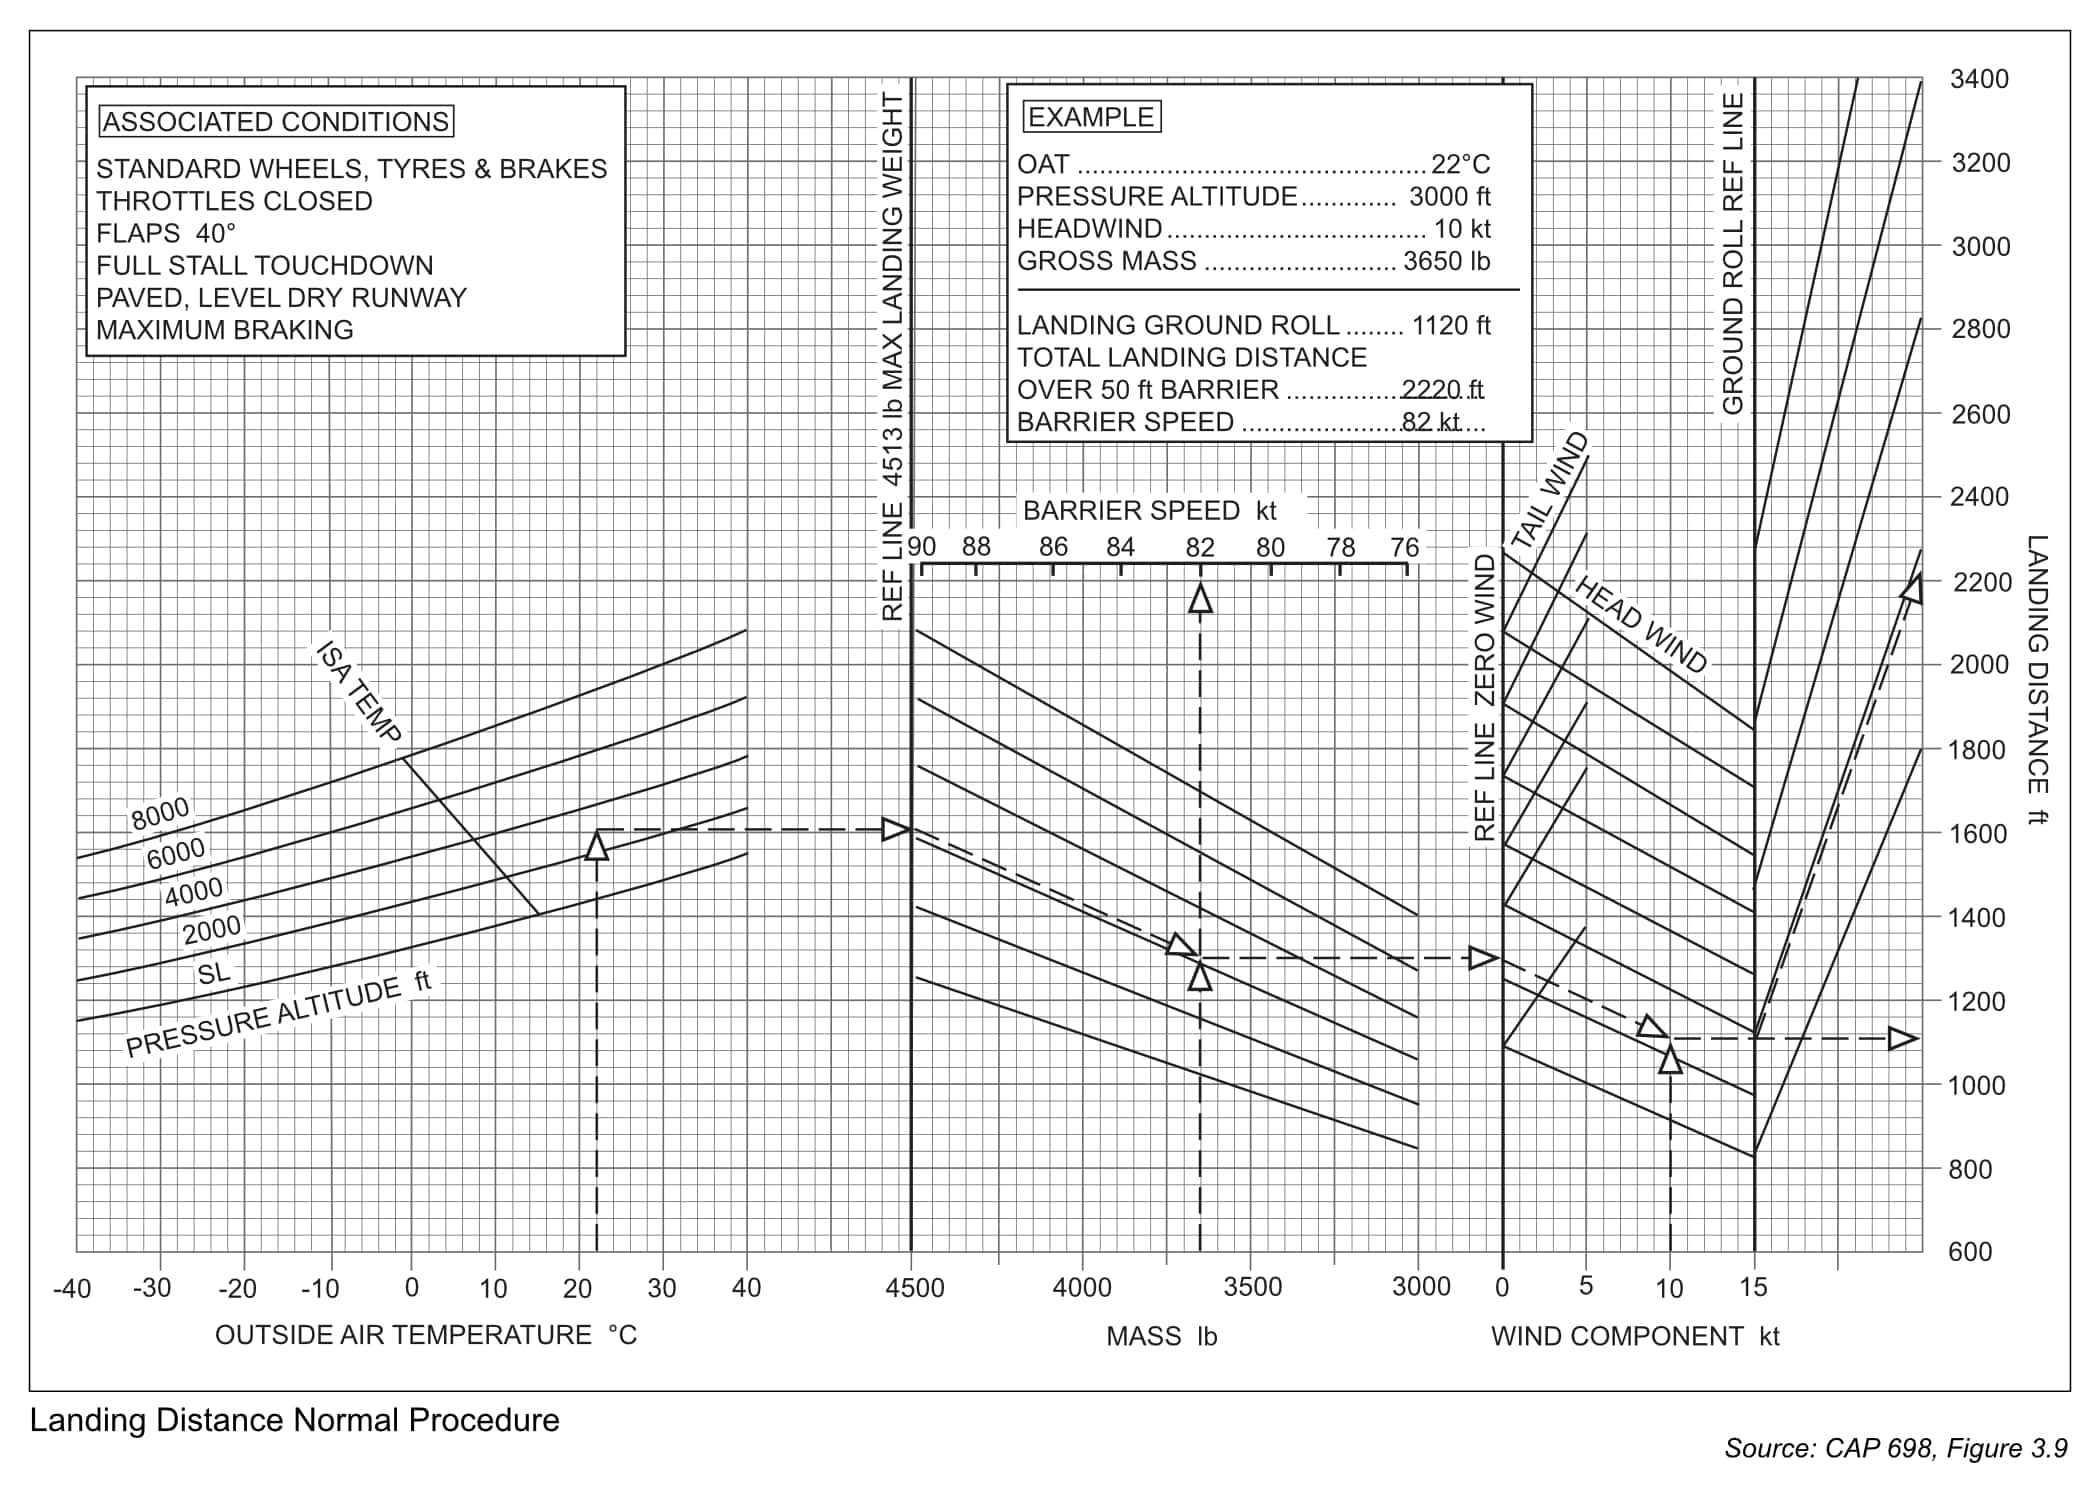 ASSOCIATED CONDITIONS
STANDARD WHEELS, TYRES & BRAKES
THROTTLES CLOSED
FLAPS 40°
FULL STALL TOUCHDOWN
PAVED, LEVEL DRY RUNWAY
MAXIMUM BRAKING
REF LINE 4513 lb MAX LANDING WEIGHT
EXAMPLE
OAT ............................................... 22°C
PRESSURE ALTITUDE............. 3000 ft
HEADWIND................................... 10 kt
GROSS MASS .......................... 3650 lb
LANDING GROUND ROLL ........ 1120 ft
TOTAL LANDING DISTANCE
OVER 50 ft BARRIER ................2220 ft
BARRIER SPEED ......................82 kt...
GROUND ROLL REF LINE
3400
3200
3000
2800
2600
2400
2200
2000
1800
1600
1400
1200
1000
800
600
LANDING DISTANCE ft
BARRIER SPEED kt
90 88 86 84 82 80 78 76
TAIL WIND
HEAD WIND
REF LINE ZERO WIND
ISA TEMP
8000
6000
4000
2000
SL
PRESSURE ALTITUDE ft
-40 -30 -20 -10 0 10 20 30 40 4500 4000 3500 3000 0 5 10 15
OUTSIDE AIR TEMPERATURE °C MASS lb WIND COMPONENT kt
Landing Distance Normal Procedure
Source: CAP 698, Figure 3.9